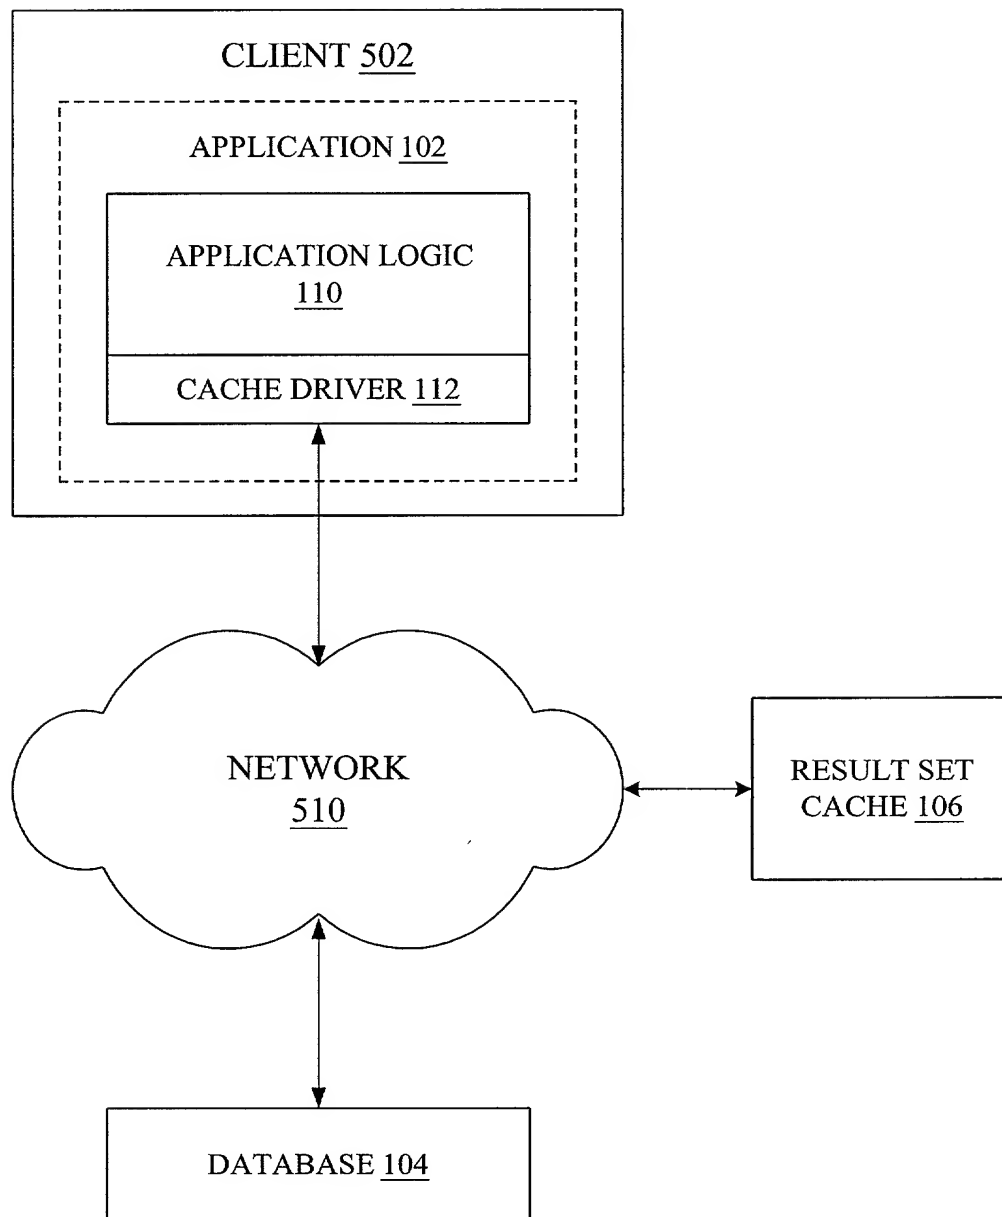 CLIENT 502
APPLICATION 102
APPLICATION LOGIC
110
CACHE DRIVER 112
NETWORK
510
RESULT SET
CACHE 106
DATABASE 104